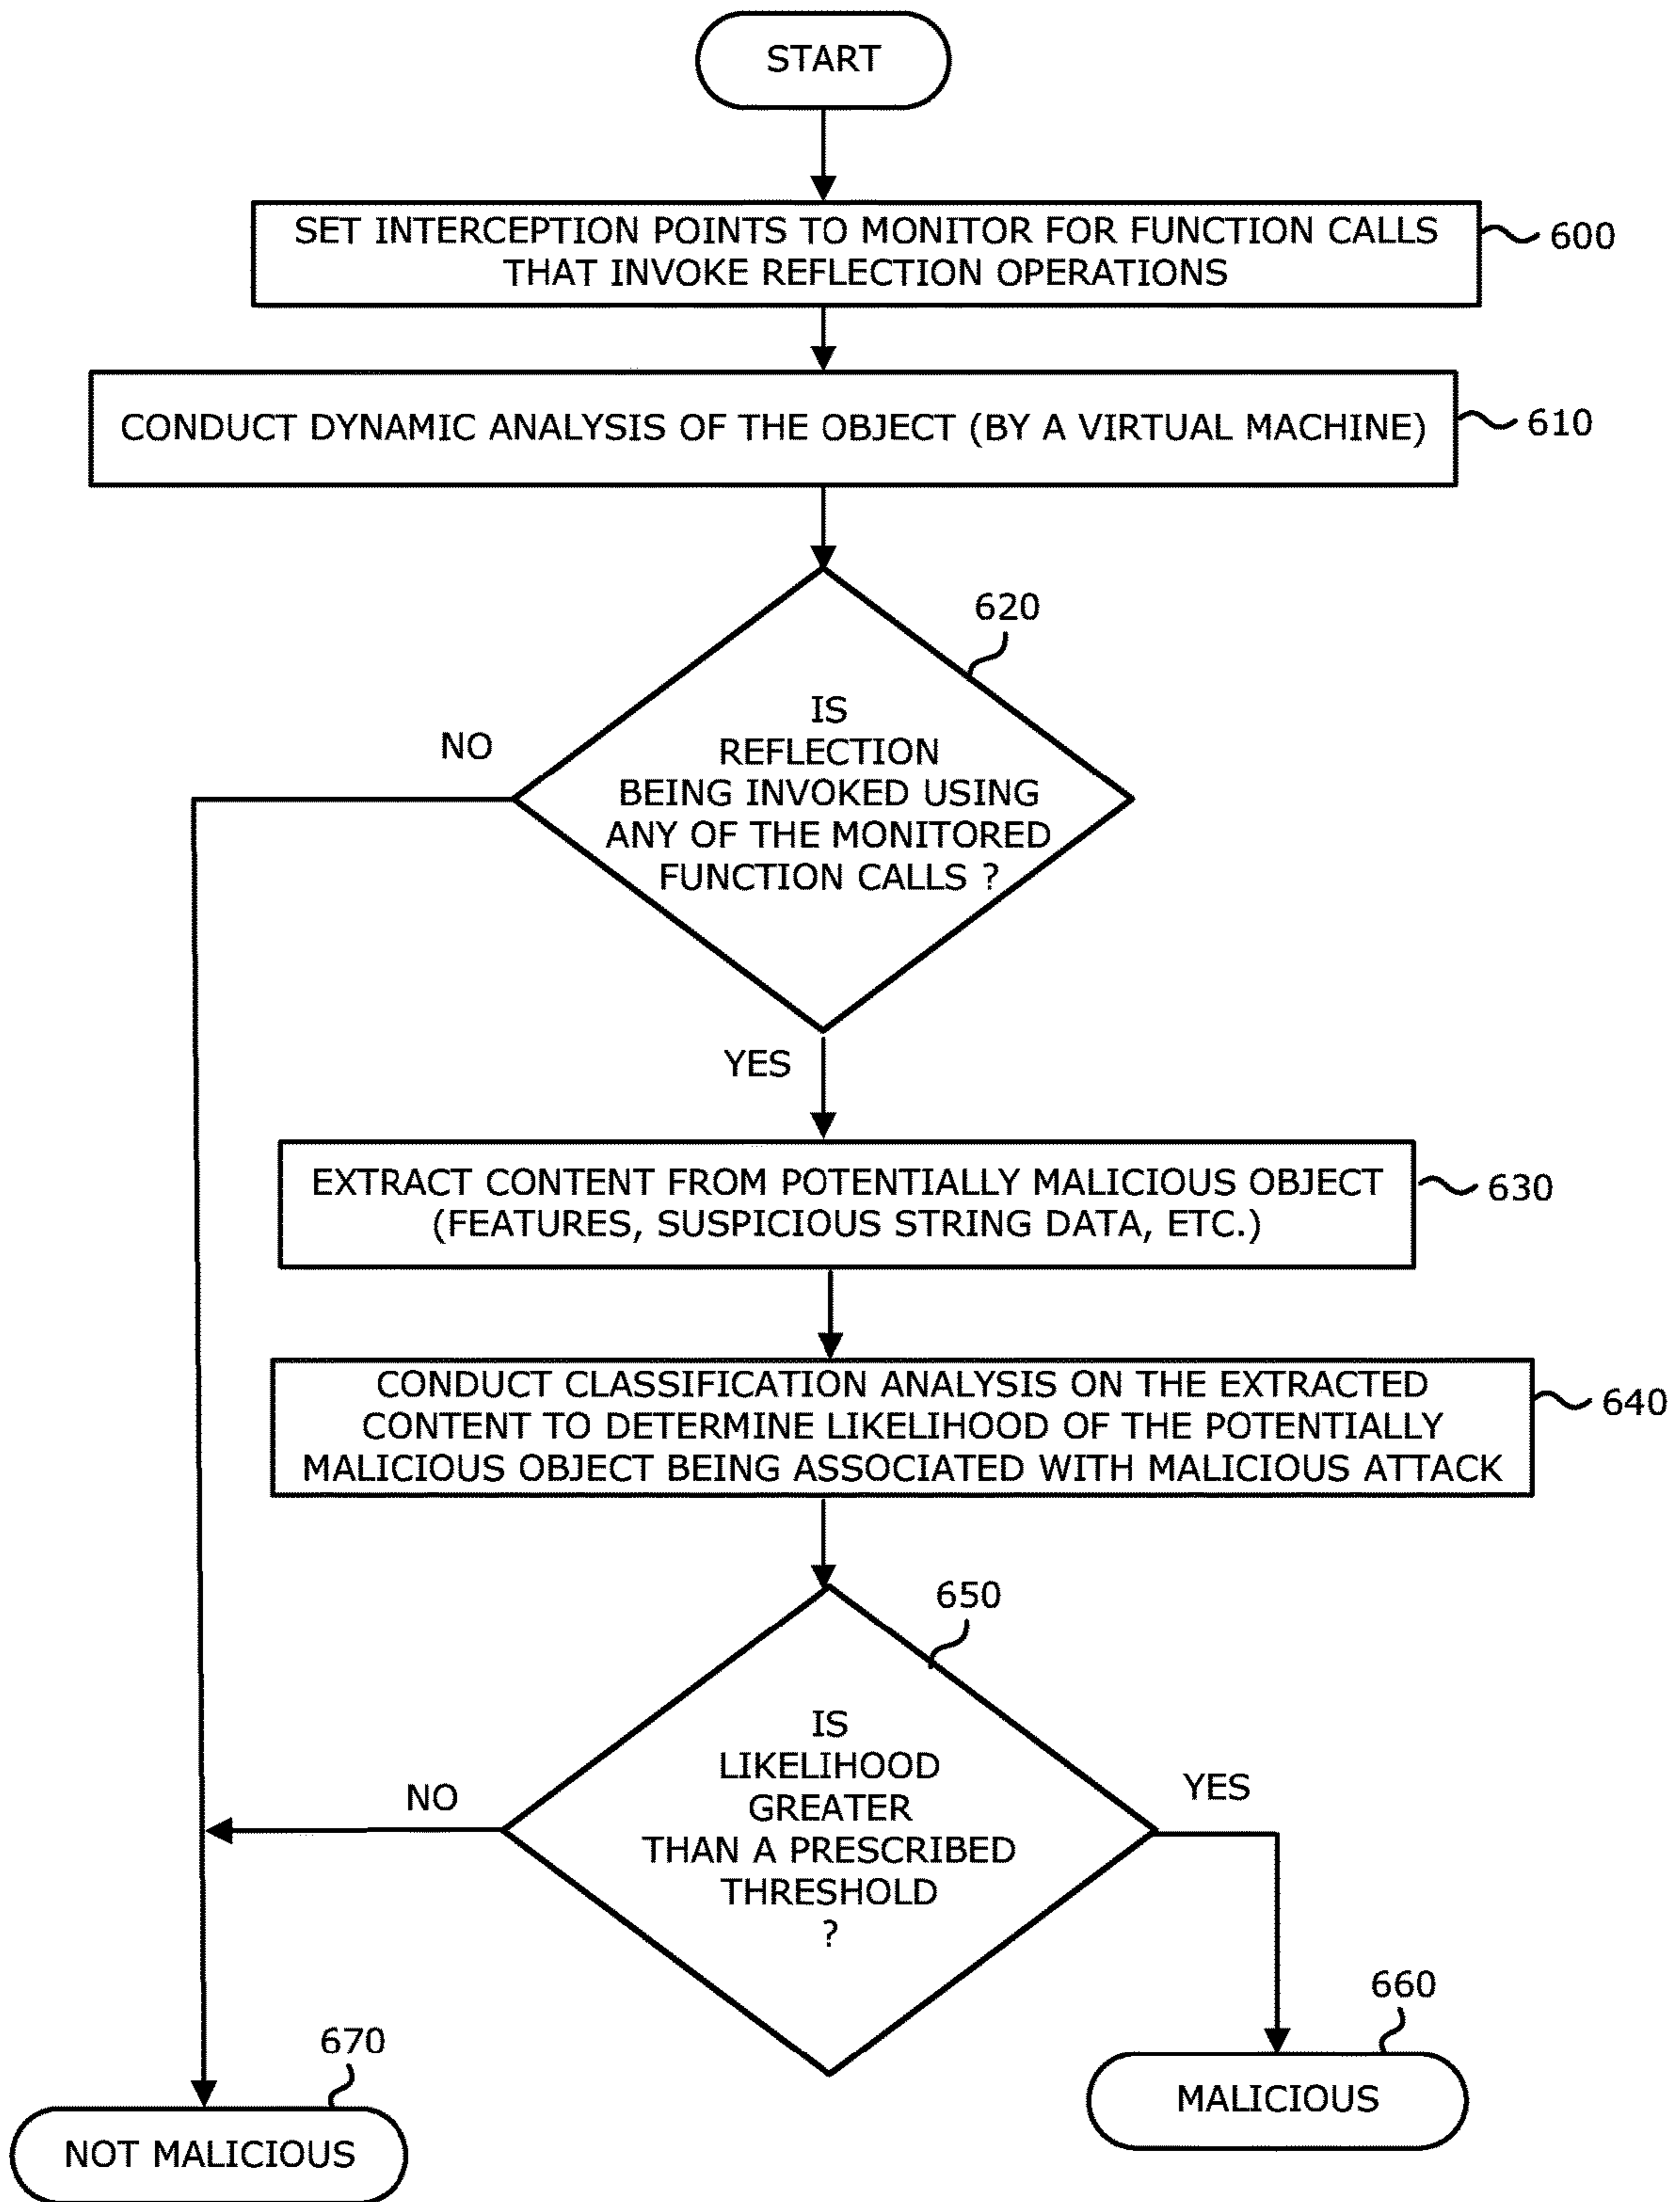 START
SET INTERCEPTION POINTS TO MONITOR FOR FUNCTION CALLS
THAT INVOKE REFLECTION OPERATIONS
600
CONDUCT DYNAMIC ANALYSIS OF THE OBJECT (BY A VIRTUAL MACHINE)
610
620
IS
REFLECTION
BEING INVOKED USING
ANY OF THE MONITORED
FUNCTION CALLS ?
NO
YES
EXTRACT CONTENT FROM POTENTIALLY MALICIOUS OBJECT
(FEATURES, SUSPICIOUS STRING DATA, ETC.)
630
CONDUCT CLASSIFICATION ANALYSIS ON THE EXTRACTED
CONTENT TO DETERMINE LIKELIHOOD OF THE POTENTIALLY
MALICIOUS OBJECT BEING ASSOCIATED WITH MALICIOUS ATTACK
640
650
IS
LIKELIHOOD
GREATER
THAN A PRESCRIBED
THRESHOLD
?
NO
YES
660
MALICIOUS
670
NOT MALICIOUS